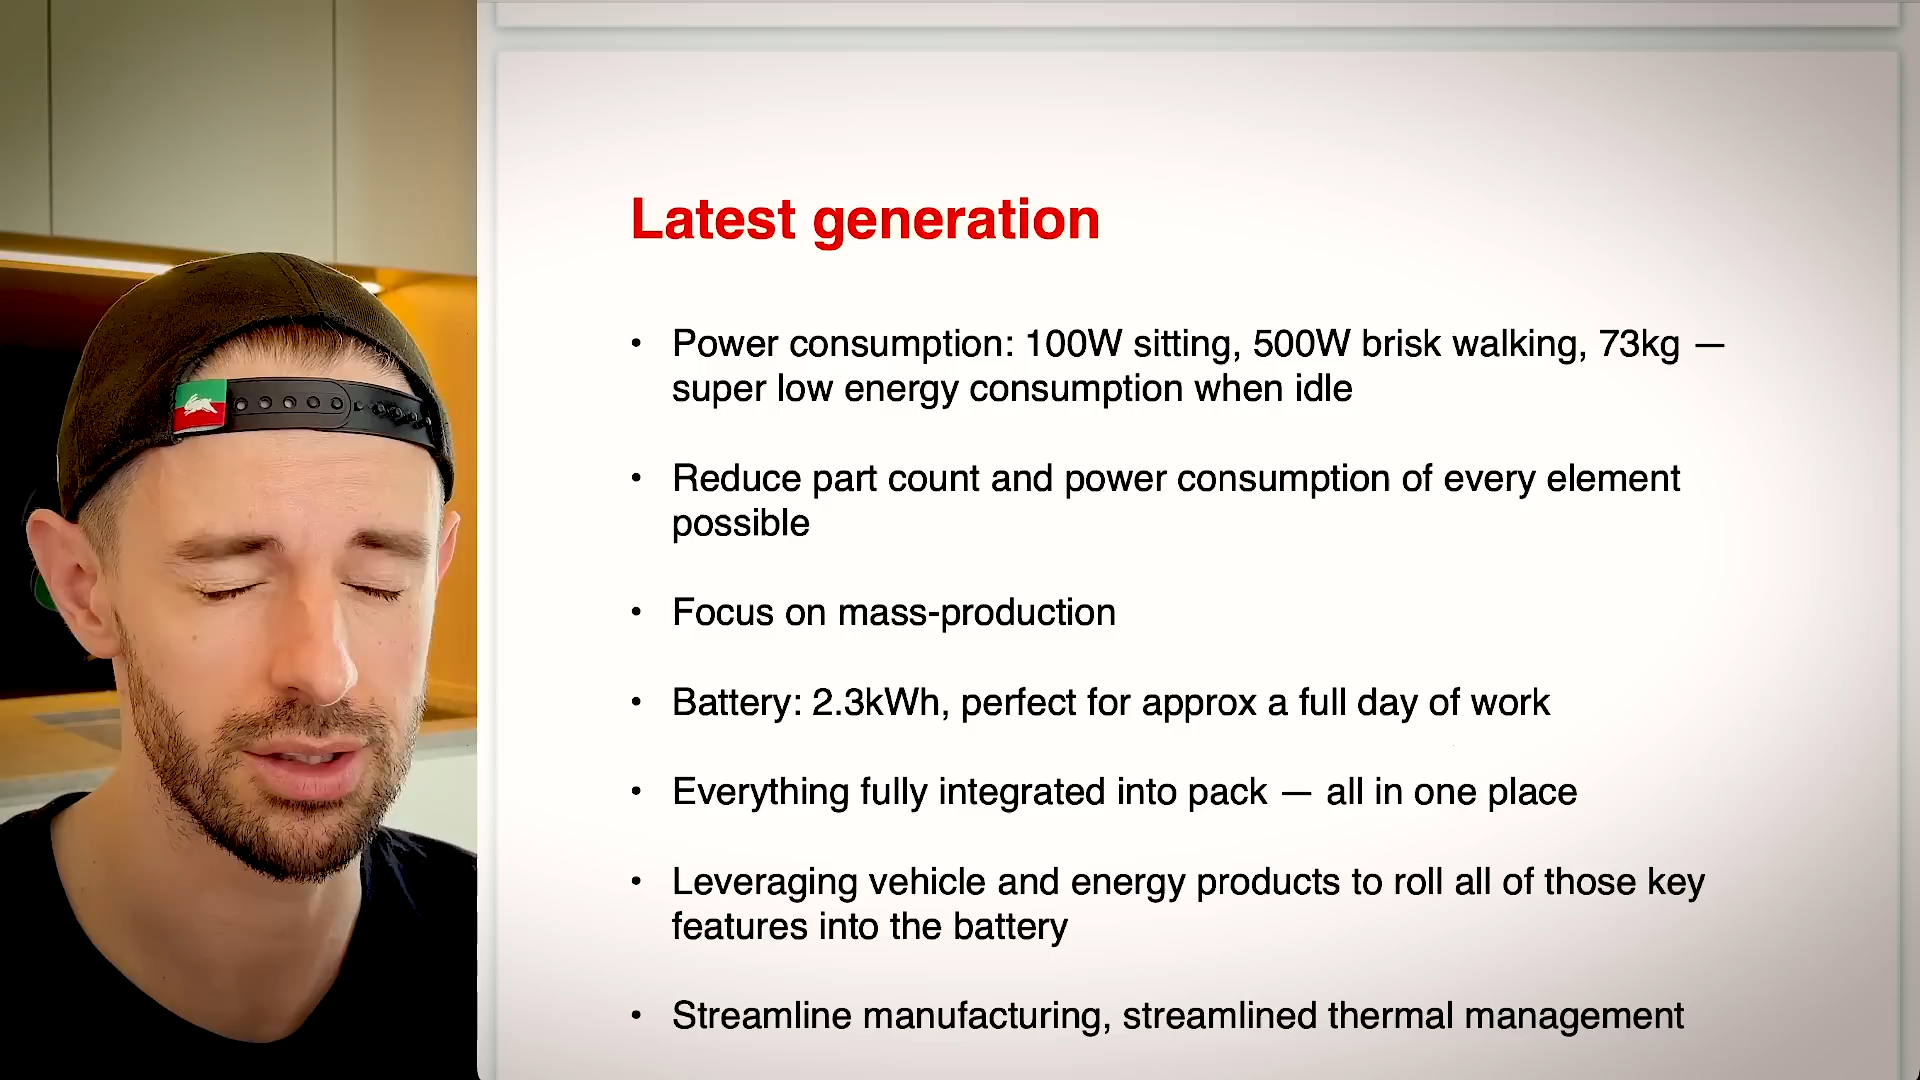 Latest generation
• Power consumption: 100W sitting, 500W brisk walking, 73kg —
super low energy consumption when idle
• Reduce part count and power consumption of every element
possible
• Focus on mass-production
• Battery: 2.3kWh, perfect for approx a full day of work
• Everything fully integrated into pack — all in one place
• Leveraging vehicle and energy products to roll all of those key
features into the battery
• Streamline manufacturing, streamlined thermal management